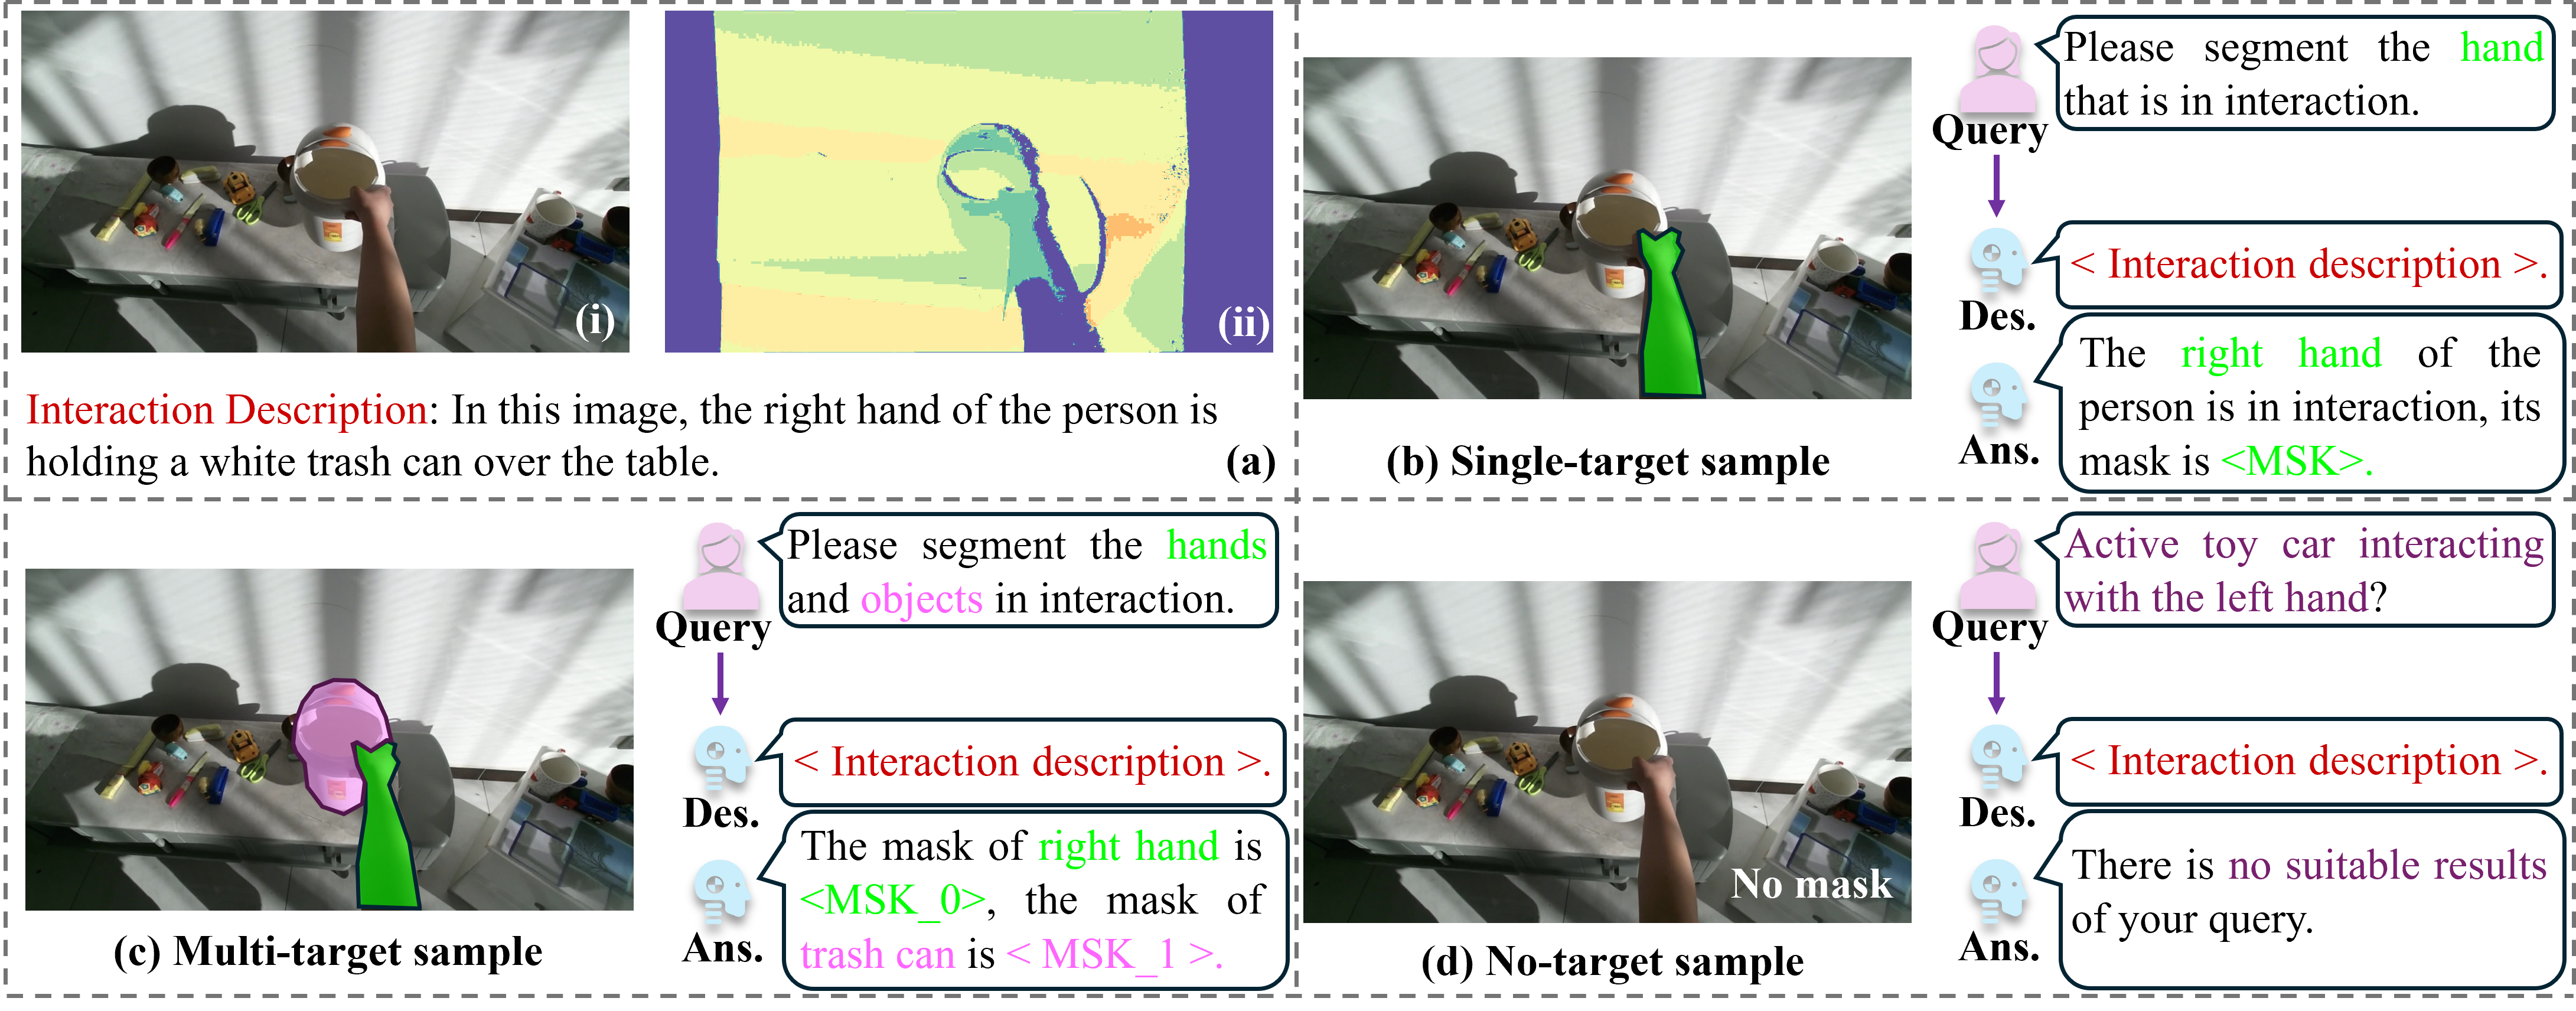 (i)
(ii)
Interaction Description: In this image, the right hand of the person is
holding a white trash can over the table.
(a)
Please segment the hand
that is in interaction.
Query
< Interaction description >.
Des.
The right hand of the
person is in interaction, its
mask is <MSK>.
Ans.
(b) Single-target sample
Please segment the hands
and objects in interaction.
Query
< Interaction description >.
Des.
The mask of right hand is
<MSK_0>, the mask of
trash can is < MSK_1 >.
Ans.
(c) Multi-target sample
Active toy car interacting
with the left hand?
Query
< Interaction description >.
Des.
No mask
There is no suitable results
of your query.
Ans.
(d) No-target sample